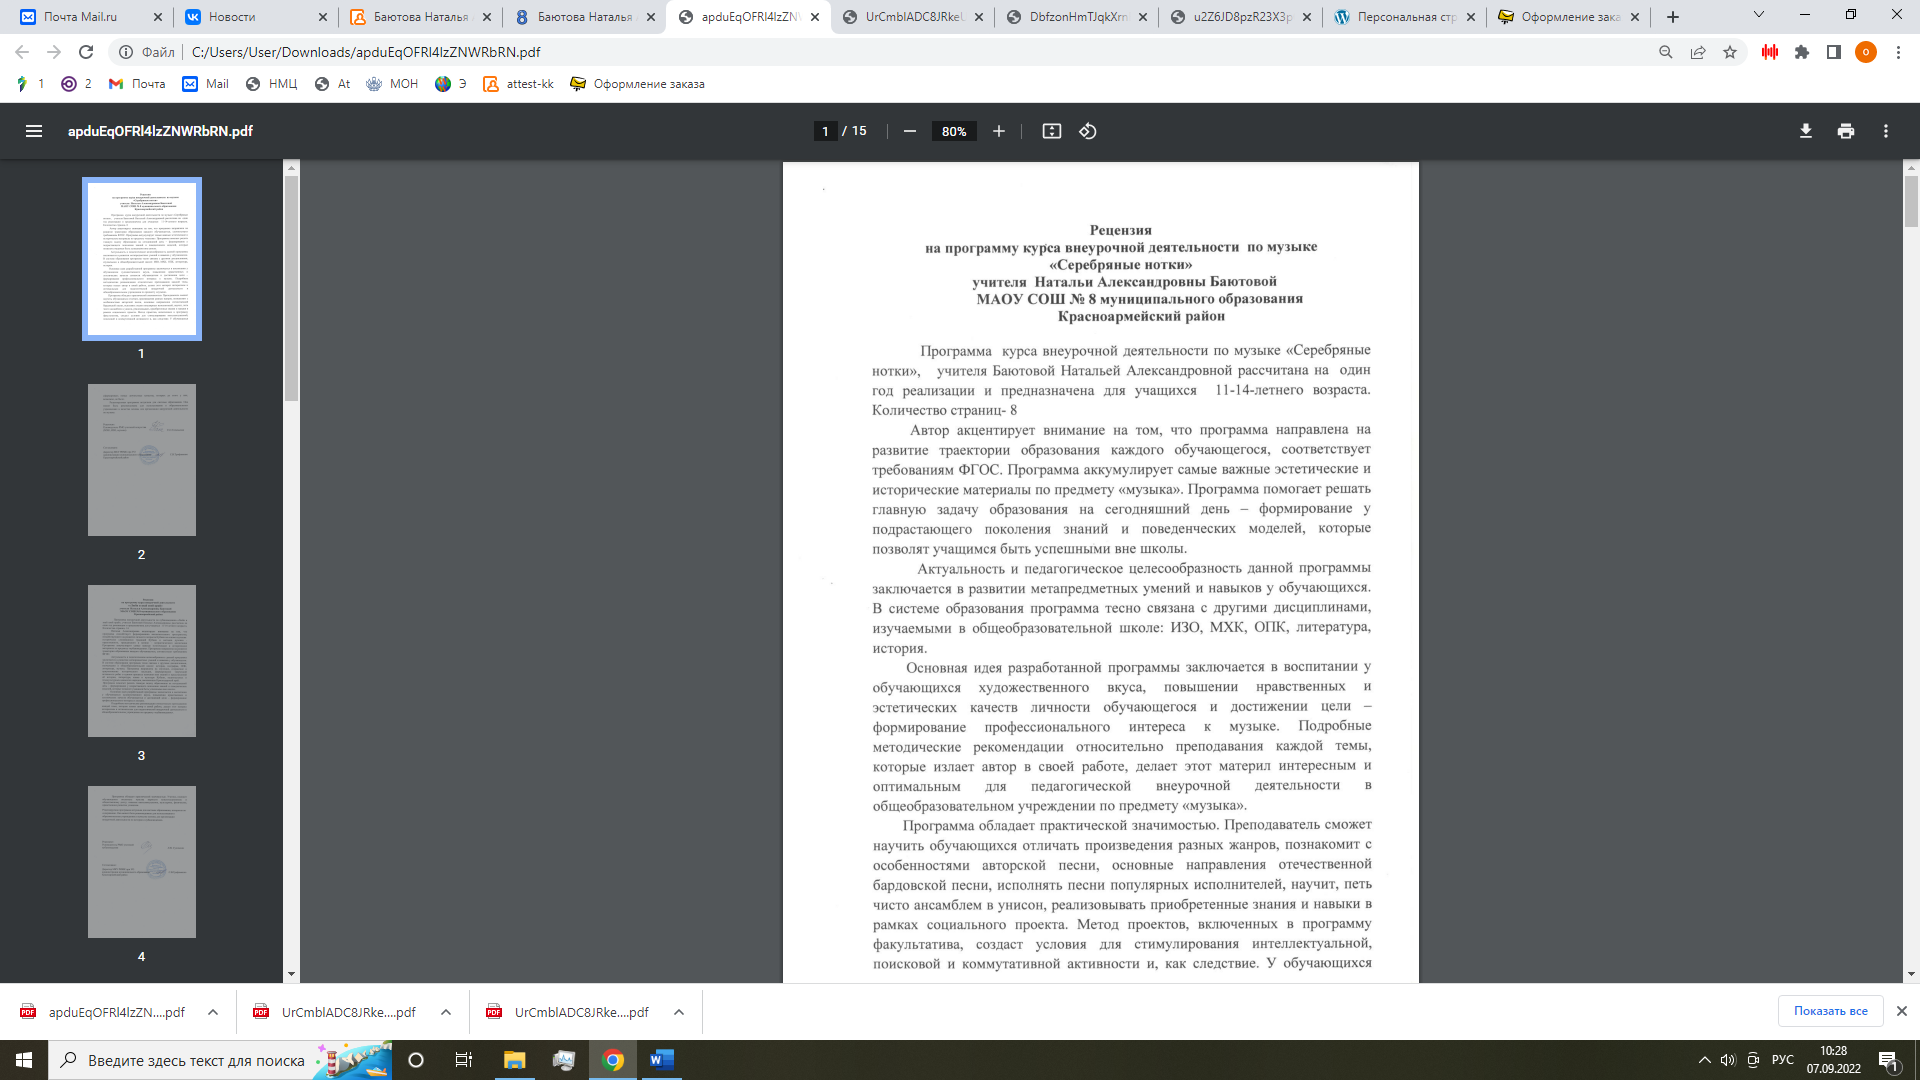 Почта Mail.ru
Новости
Баютова Наталья
Баютова Наталья
apduEqOFRl4lzZNW
UrCmblADC8JRkeU
DbfzonHmTJqkXrn
u2Z6JD8pzR23X3p
Персональная стр
Оформление зака
Файл C:/Users/User/Downloads/apduEqOFRl4lzZNWRbRN.pdf
о
1 2 Почта Mail НМЦ At МОН Э attest-kk Оформление заказа
apduEqOFRl4lzZNWRbRN.pdf
1 / 15
80%
1
2
3
4
Рецензия
на программу курса внеурочной деятельности по музыке
«Серебряные нотки»
учителя Натальи Александровны Баютовой
МАОУ СОШ № 8 муниципального образования
Красноармейский район
Программа курса внеурочной деятельности по музыке «Серебряные
нотки», учителя Баютовой Натальей Александровной рассчитана на один
год реализации и предназначена для учащихся 11-14-летнего возраста.
Количество страниц- 8
Автор акцентирует внимание на том, что программа направлена на
развитие траектории образования каждого обучающегося, соответствует
требованиям ФГОС. Программа аккумулирует самые важные эстетические и
исторические материалы по предмету «музыка». Программа помогает решать
главную задачу образования на сегодняшний день – формирование у
подрастающего поколения знаний и поведенческих моделей, которые
позволят учащимся быть успешными вне школы.
Актуальность и педагогическое целесообразность данной программы
заключается в развитии метапредметных умений и навыков у обучающихся.
В системе образования программа тесно связана с другими дисциплинами,
изучаемыми в общеобразовательной школе: ИЗО, МХК, ОПК, литература,
история.
Основная идея разработанной программы заключается в воспитании у
обучающихся художественного вкуса, повышении нравственных и
эстетических качеств личности обучающегося и достижении цели –
формирование профессионального интереса к музыке. Подробные
методические рекомендации относительно преподавания каждой темы,
которые излает автор в своей работе, делает этот материл интересным и
оптимальным для педагогической внеурочной деятельности в
общеобразовательном учреждении по предмету «музыка».
Программа обладает практической значимостью. Преподаватель сможет
научить обучающихся отличать произведения разных жанров, познакомит с
особенностями авторской песни, основные направления отечественной
бардовской песни, исполнять песни популярных исполнителей, научит, петь
чисто ансамблем в унисон, реализовывать приобретенные знания и навыки в
рамках социального проекта. Метод проектов, включенных в программу
факультатива, создаст условия для стимулирования интеллектуальной,
поисковой и коммутативной активности и, как следствие. У обучающихся
apduEqOFRl4lzZN....pdf
UrCmblADC8JRke....pdf
UrCmblADC8JRke....pdf
Показать все
Введите здесь текст для поиска
РУС
10:28
07.09.2022
1